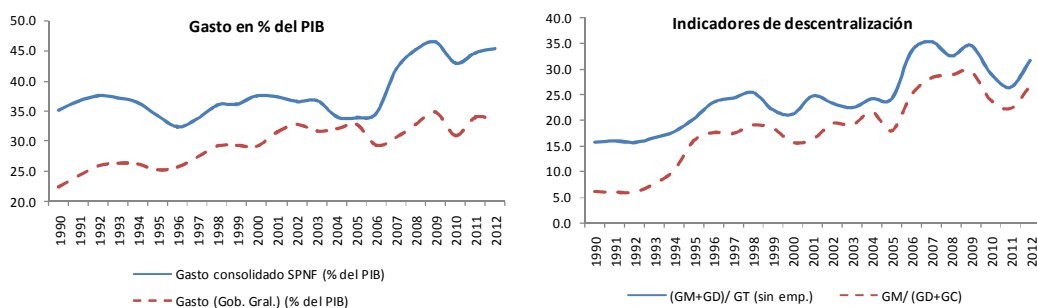 Gasto en % del PIB
50.0
45.0
40.0
35.0
30.0
25.0
20.0
1990 1991 1992 1993 1994 1995 1996 1997 1998 1999 2000 2001 2002 2003 2004 2005 2006 2007 2008 2009 2010 2011 2012
Gasto consolidado SPNF (% del PIB)
Gasto (Gob. Gral.) (% del PIB)
Indicadores de descentralización
40.0
35.0
30.0
25.0
20.0
15.0
10.0
5.0
0.0
1990 1991 1992 1993 1994 1995 1996 1997 1998 1999 2000 2001 2002 2003 2004 2005 2006 2007 2008 2009 2010 2011 2012
(GM+GD)/ GT (sin emp.)
GM/ (GD+GC)